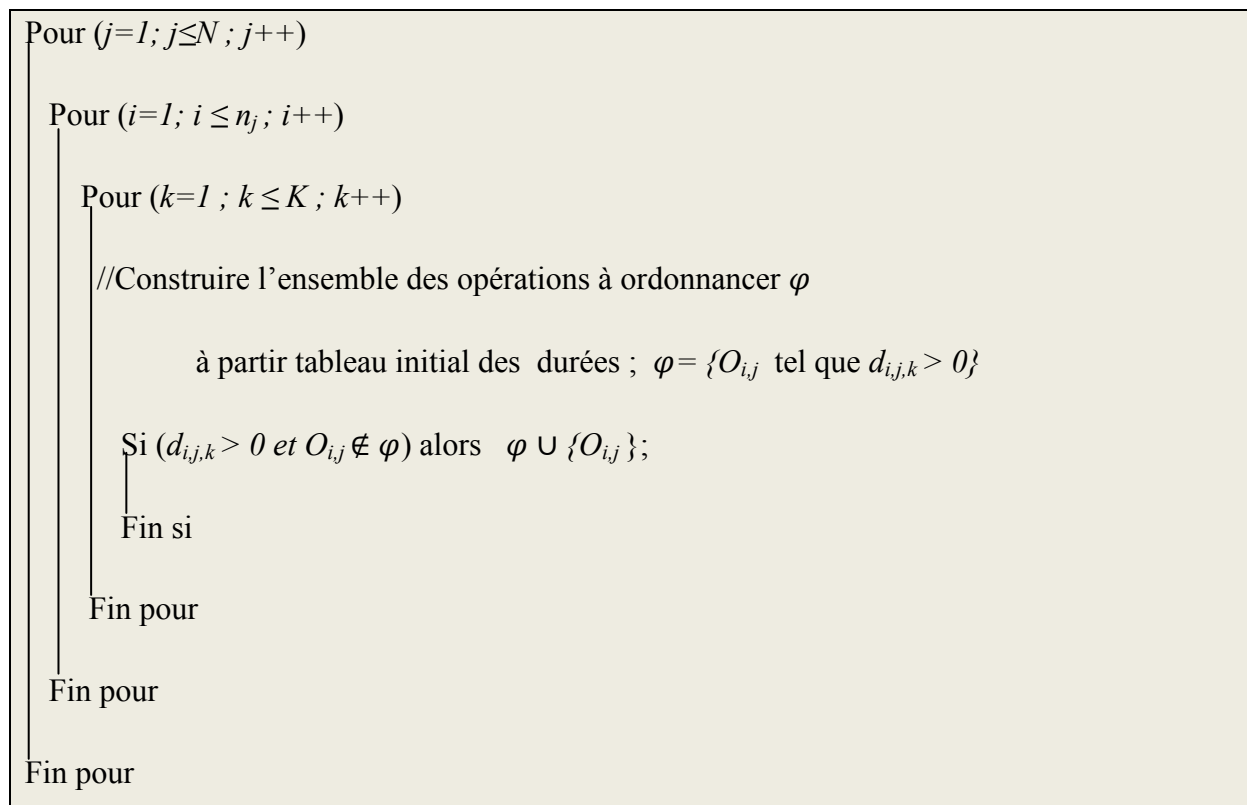 Pour (j=1; j≤N ; j++)
Pour (i=1; i ≤ nj ; i++)
Pour (k=1 ; k ≤ K ; k++)
//Construire l’ensemble des opérations à ordonnancer φ
à partir tableau initial des durées ; φ = {Oi,j tel que di,j,k > 0}
Si (di,j,k > 0 et Oi,j ∉ φ) alors φ ∪ {Oi,j };
Fin si
Fin pour
Fin pour
Fin pour